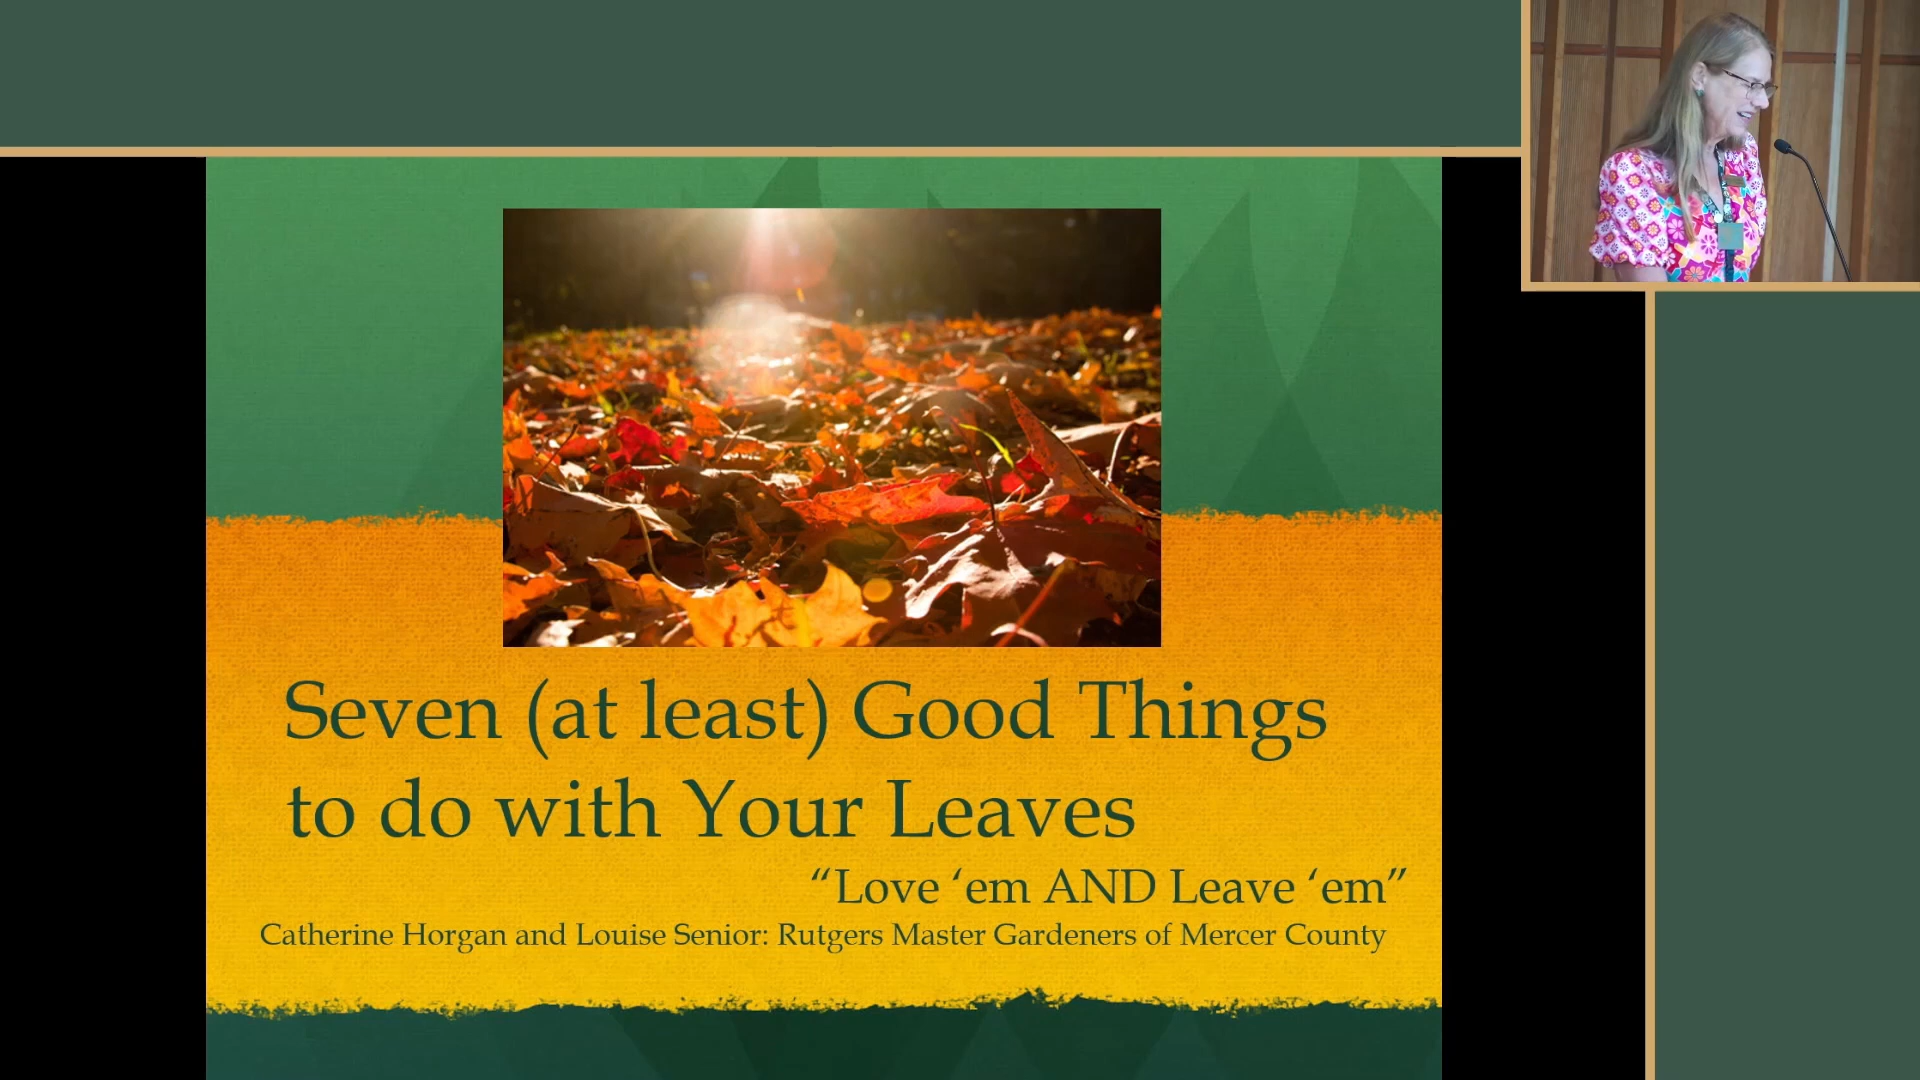 Seven (at least) Good Things
to do with Your Leaves
“Love ‘em AND Leave ‘em”
Catherine Horgan and Louise Senior: Rutgers Master Gardeners of Mercer County